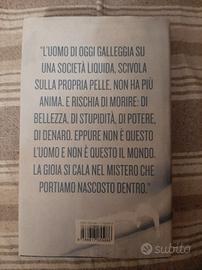 "L'UOMO DI OGGI GALLEGGIA SU
UNA SOCIETÀ LIQUIDA, SCIVOLA
SULLA PROPRIA PELLE. NON HA PIÙ
ANIMA. E RISCHIA DI MORIRE: DI
BELLEZZA, DI STUPIDITÀ, DI POTERE,
DI DENARO. EPPURE NON È QUESTO
L'UOMO E NON È QUESTO IL MONDO.
LA GIOIA SI CALA NEL MISTERO CHE
PORTIAMO NASCOSTO DENTRO."
subito